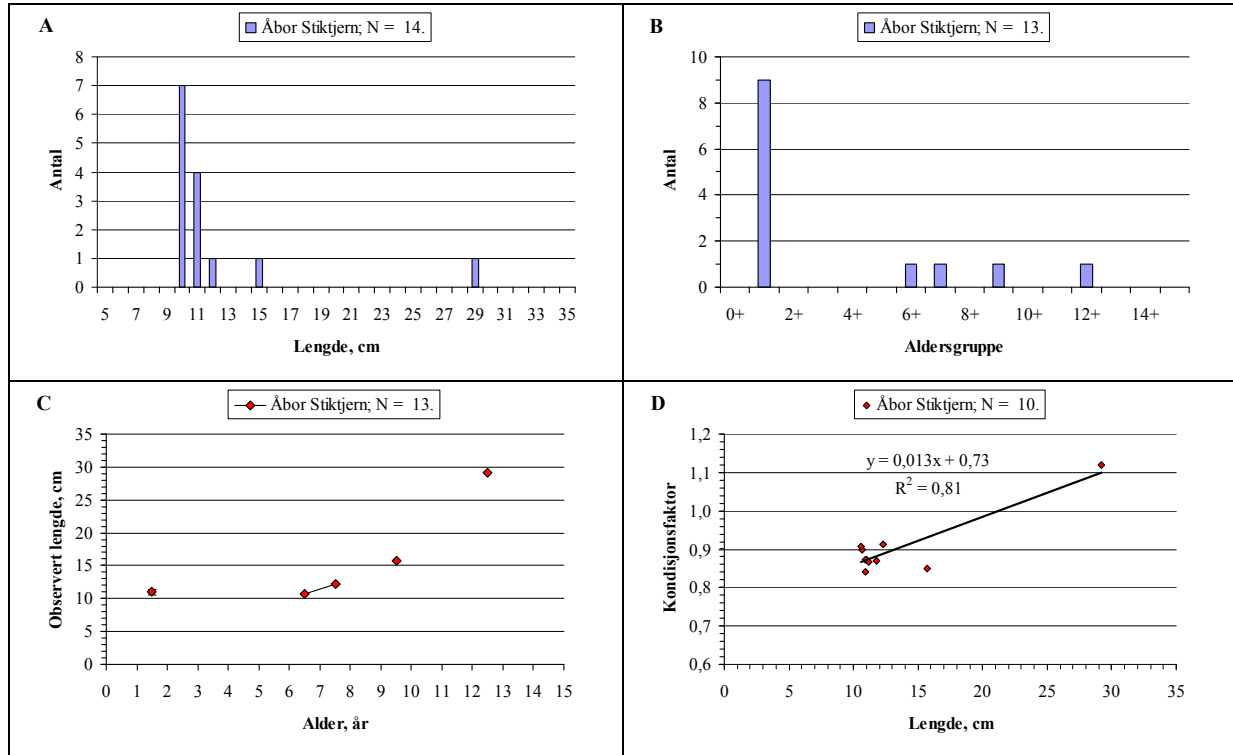 A
Åbor Stiktjern; N = 14.
Antal
8
7
6
5
4
3
2
1
0
5 7 9 11 13 15 17 19 21 23 25 27 29 31 33 35
Lengde, cm
B
Åbor Stiktjern; N = 13.
Antal
10
8
6
4
2
0
0+ 2+ 4+ 6+ 8+ 10+ 12+ 14+
Aldersgruppe
C
Åbor Stiktjern; N = 13.
Observert lengde, cm
35
30
25
20
15
10
5
0
0 1 2 3 4 5 6 7 8 9 10 11 12 13 14 15
Alder, år
D
Åbor Stiktjern; N = 10.
Kondisjonsfaktor
1,2
1,1
1,0
0,9
0,8
0,7
0,6
y = 0,013x + 0,73
R² = 0,81
0 5 10 15 20 25 30 35
Lengde, cm